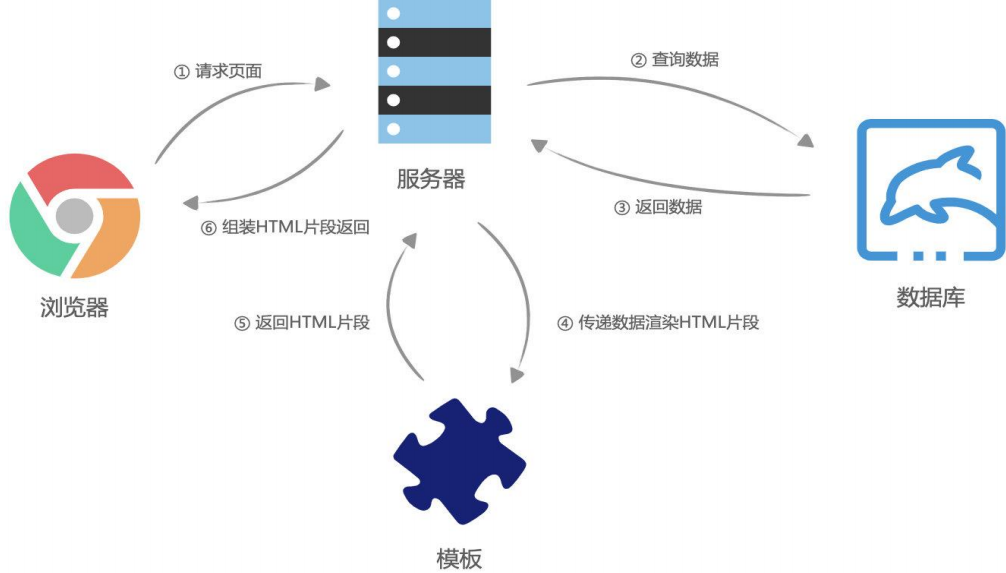 ① 请求页面
② 查询数据
服务器
③ 返回数据
⑥ 组装HTML片段返回
浏览器
数据库
⑤ 返回HTML片段
④ 传递数据渲染HTML片段
模板